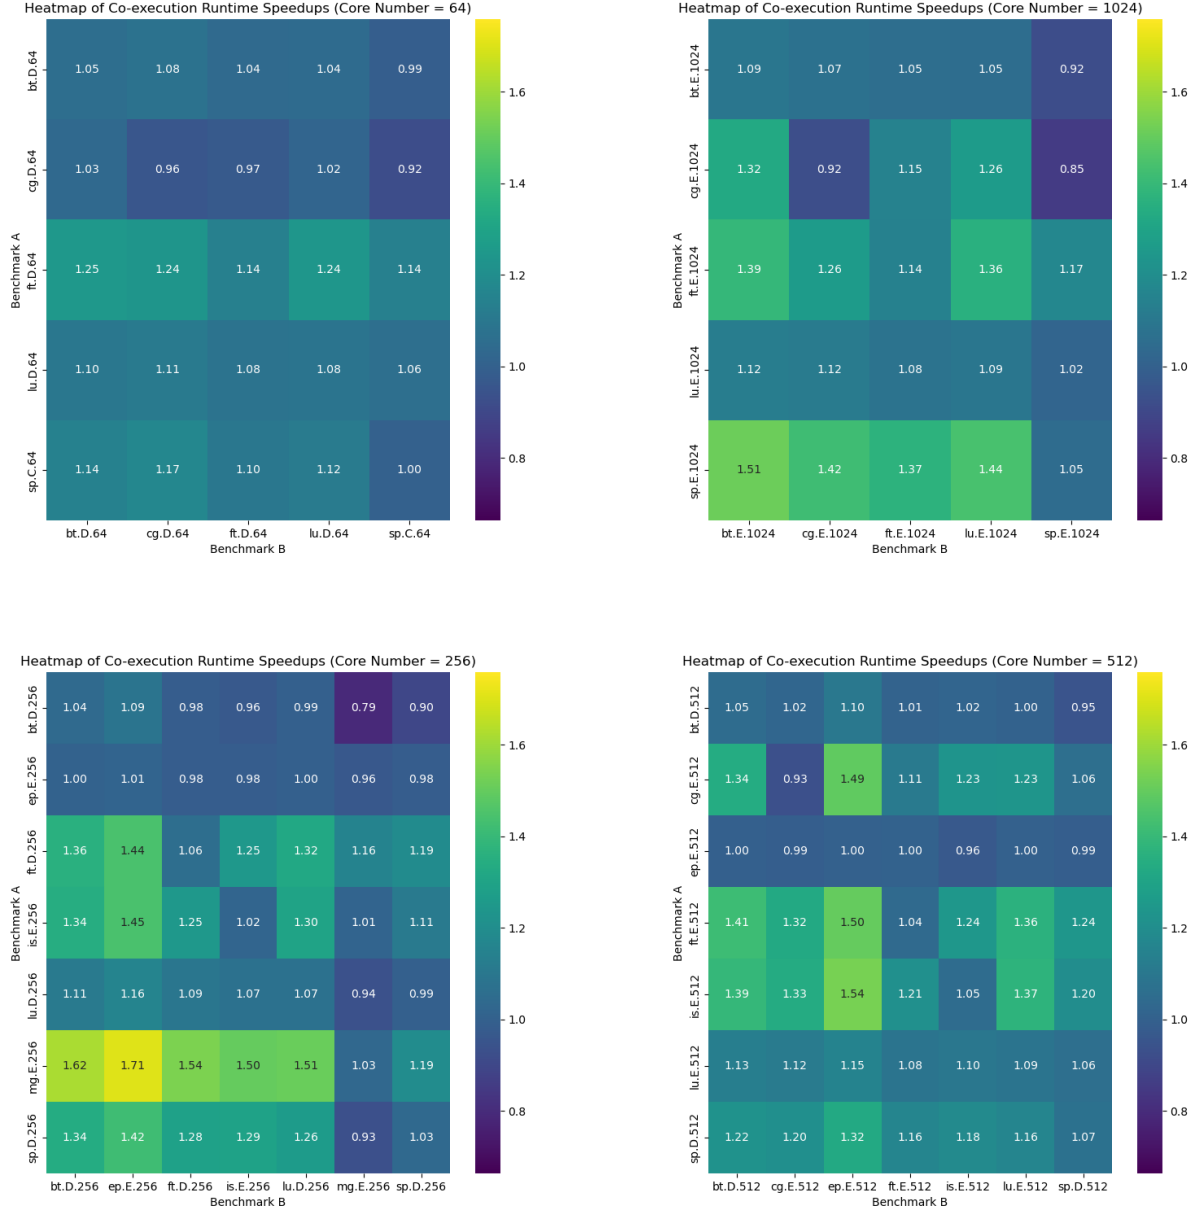 Heatmap of Co-execution Runtime Speedups (Core Number = 64)
Benchmark A
bt.D.64 1.05 1.08 1.04 1.04 0.99
cg.D.64 1.03 0.96 0.97 1.02 0.92
ft.D.64 1.25 1.24 1.14 1.24 1.14
lu.D.64 1.10 1.11 1.08 1.08 1.06
sp.C.64 1.14 1.17 1.10 1.12 1.00
bt.D.64 cg.D.64 ft.D.64 lu.D.64 sp.C.64
Benchmark B
1.6
1.4
1.2
1.0
0.8
Heatmap of Co-execution Runtime Speedups (Core Number = 1024)
Benchmark A
bt.E.1024 1.09 1.07 1.05 1.05 0.92
cg.E.1024 1.32 0.92 1.15 1.26 0.85
ft.E.1024 1.39 1.26 1.14 1.36 1.17
lu.E.1024 1.12 1.12 1.08 1.09 1.02
sp.E.1024 1.51 1.42 1.37 1.44 1.05
bt.E.1024 cg.E.1024 ft.E.1024 lu.E.1024 sp.E.1024
Benchmark B
1.6
1.4
1.2
1.0
0.8
Heatmap of Co-execution Runtime Speedups (Core Number = 256)
Benchmark A
bt.D.256 1.04 1.09 0.98 0.96 0.99 0.79 0.90
ep.E.256 1.00 1.01 0.98 0.98 1.00 0.96 0.98
ft.D.256 1.36 1.44 1.06 1.25 1.32 1.16 1.19
is.E.256 1.34 1.45 1.25 1.02 1.30 1.01 1.11
lu.D.256 1.11 1.16 1.09 1.07 1.07 0.94 0.99
mg.E.256 1.62 1.71 1.54 1.50 1.51 1.03 1.19
sp.D.256 1.34 1.42 1.28 1.29 1.26 0.93 1.03
bt.D.256 ep.E.256 ft.D.256 is.E.256 lu.D.256 mg.E.256 sp.D.256
Benchmark B
1.6
1.4
1.2
1.0
0.8
Heatmap of Co-execution Runtime Speedups (Core Number = 512)
Benchmark A
bt.D.512 1.05 1.02 1.10 1.01 1.02 1.00 0.95
cg.E.512 1.34 0.93 1.49 1.11 1.23 1.23 1.06
ep.E.512 1.00 0.99 1.00 1.00 0.96 1.00 0.99
ft.E.512 1.41 1.32 1.50 1.04 1.24 1.36 1.24
is.E.512 1.39 1.33 1.54 1.21 1.05 1.37 1.20
lu.E.512 1.13 1.12 1.15 1.08 1.10 1.09 1.06
sp.D.512 1.22 1.20 1.32 1.16 1.18 1.16 1.07
bt.D.512 cg.E.512 ep.E.512 ft.E.512 is.E.512 lu.E.512 sp.D.512
Benchmark B
1.6
1.4
1.2
1.0
0.8